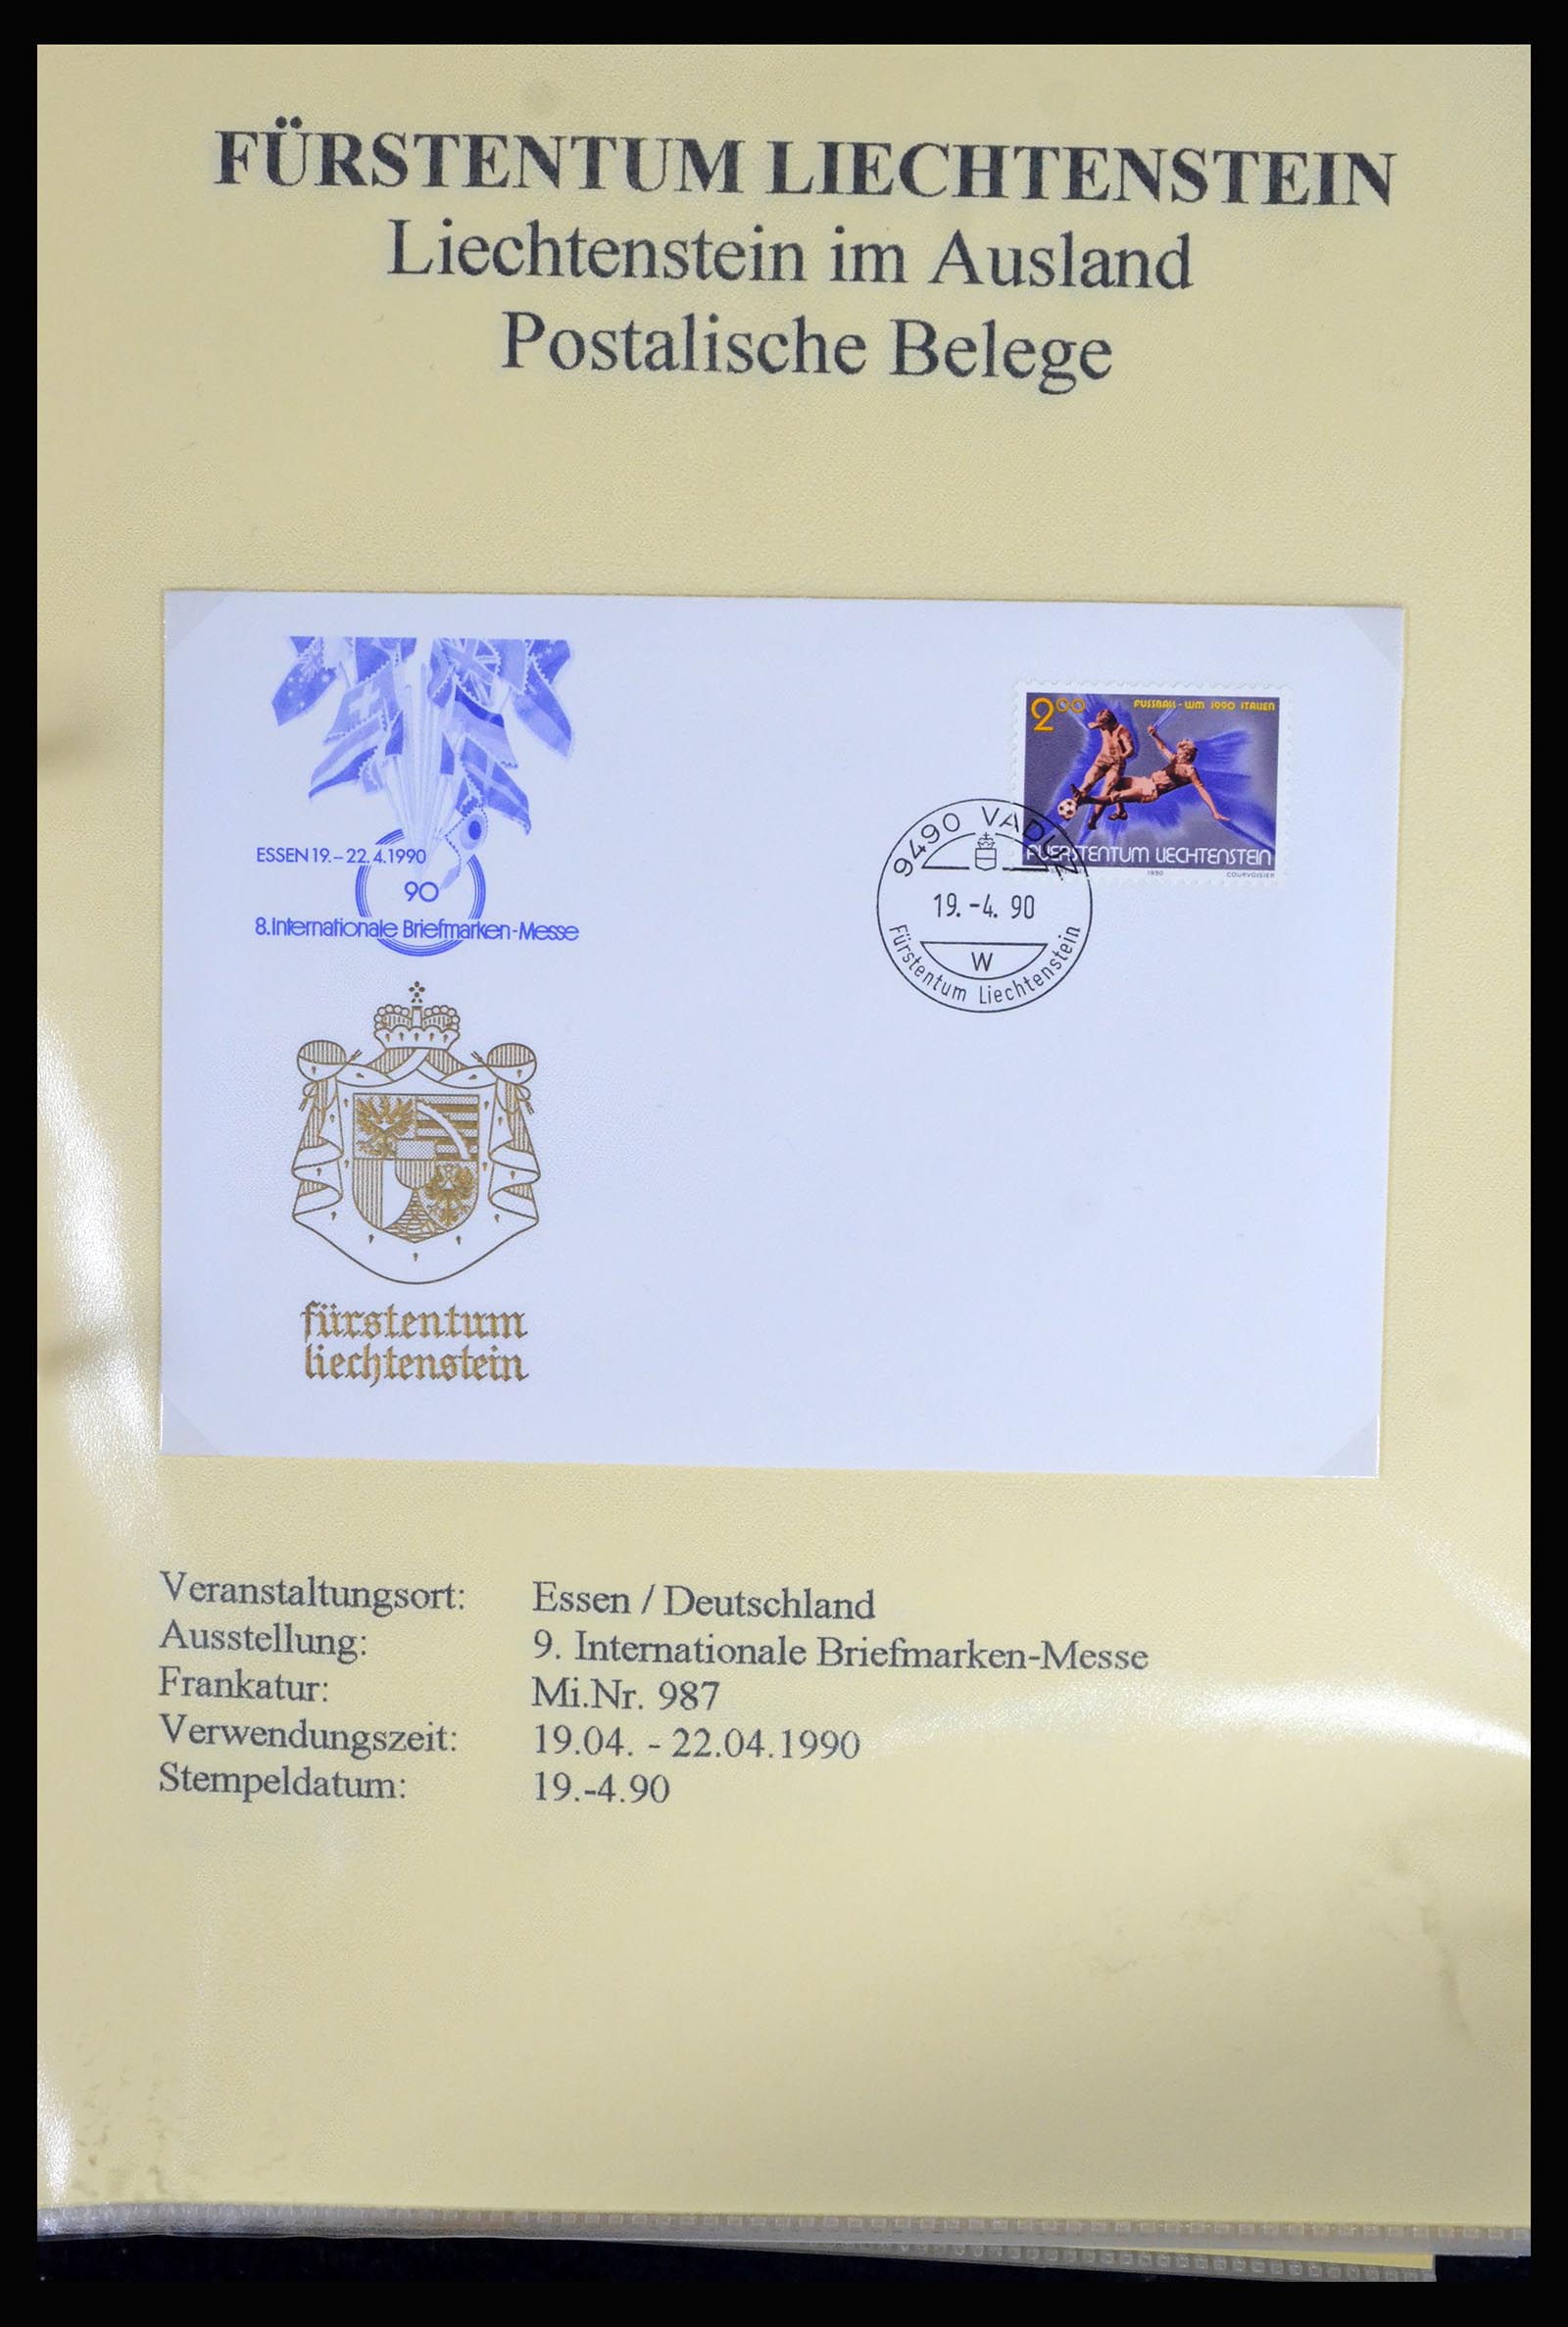 FÜRSTENTUM LIECHTENSTEIN
Liechtenstein im Ausland
Postalische Belege
ESSEN 19.–22.4.1990
90
8. Internationale Briefmarken-Messe
2⁰⁰
FUSSBALL - WM 1990 ITALIEN
FUERSTENTUM LIECHTENSTEIN
1990
COURVOISIER
9490 VADUZ
19. -4. 90
W
Fürstentum Liechtenstein
fürstentum
liechtenstein
Veranstaltungsort: Essen / Deutschland
Ausstellung: 9. Internationale Briefmarken-Messe
Frankatur: Mi.Nr. 987
Verwendungszeit: 19.04. - 22.04.1990
Stempeldatum: 19.-4.90